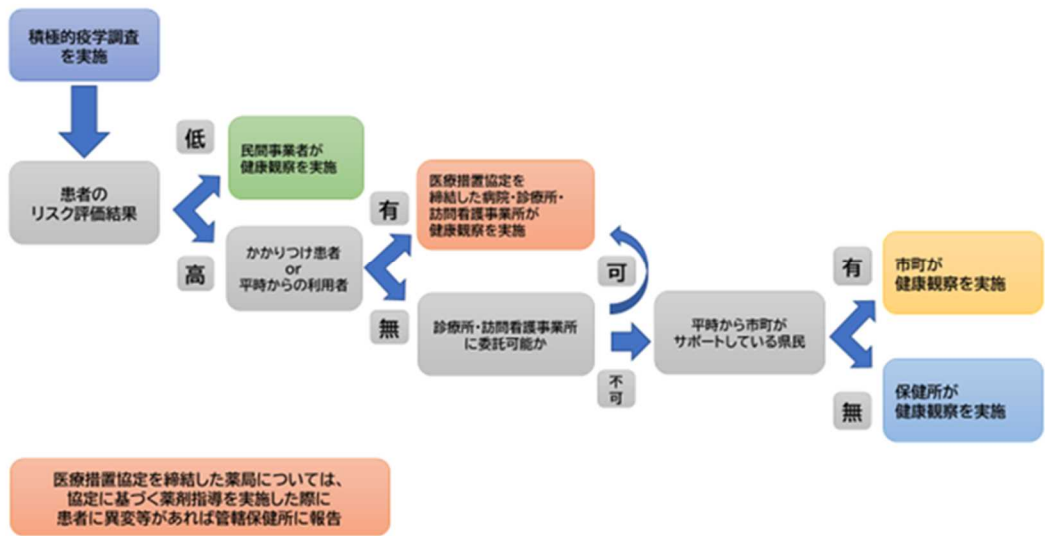 積極的疫学調査
を実施
患者の
リスク評価結果
低
高
民間事業者が
健康観察を実施
かかりつけ患者
or
平時からの利用者
有
無
医療措置協定を
締結した病院・診療所・
訪問看護事業所が
健康観察を実施
診療所・訪問看護事業所
に委託可能か
可
不
可
平時から市町が
サポートしている県民
有
無
市町が
健康観察を実施
保健所が
健康観察を実施
医療措置協定を締結した薬局については、
協定に基づく薬剤指導を実施した際に
患者に異変等があれば管轄保健所に報告